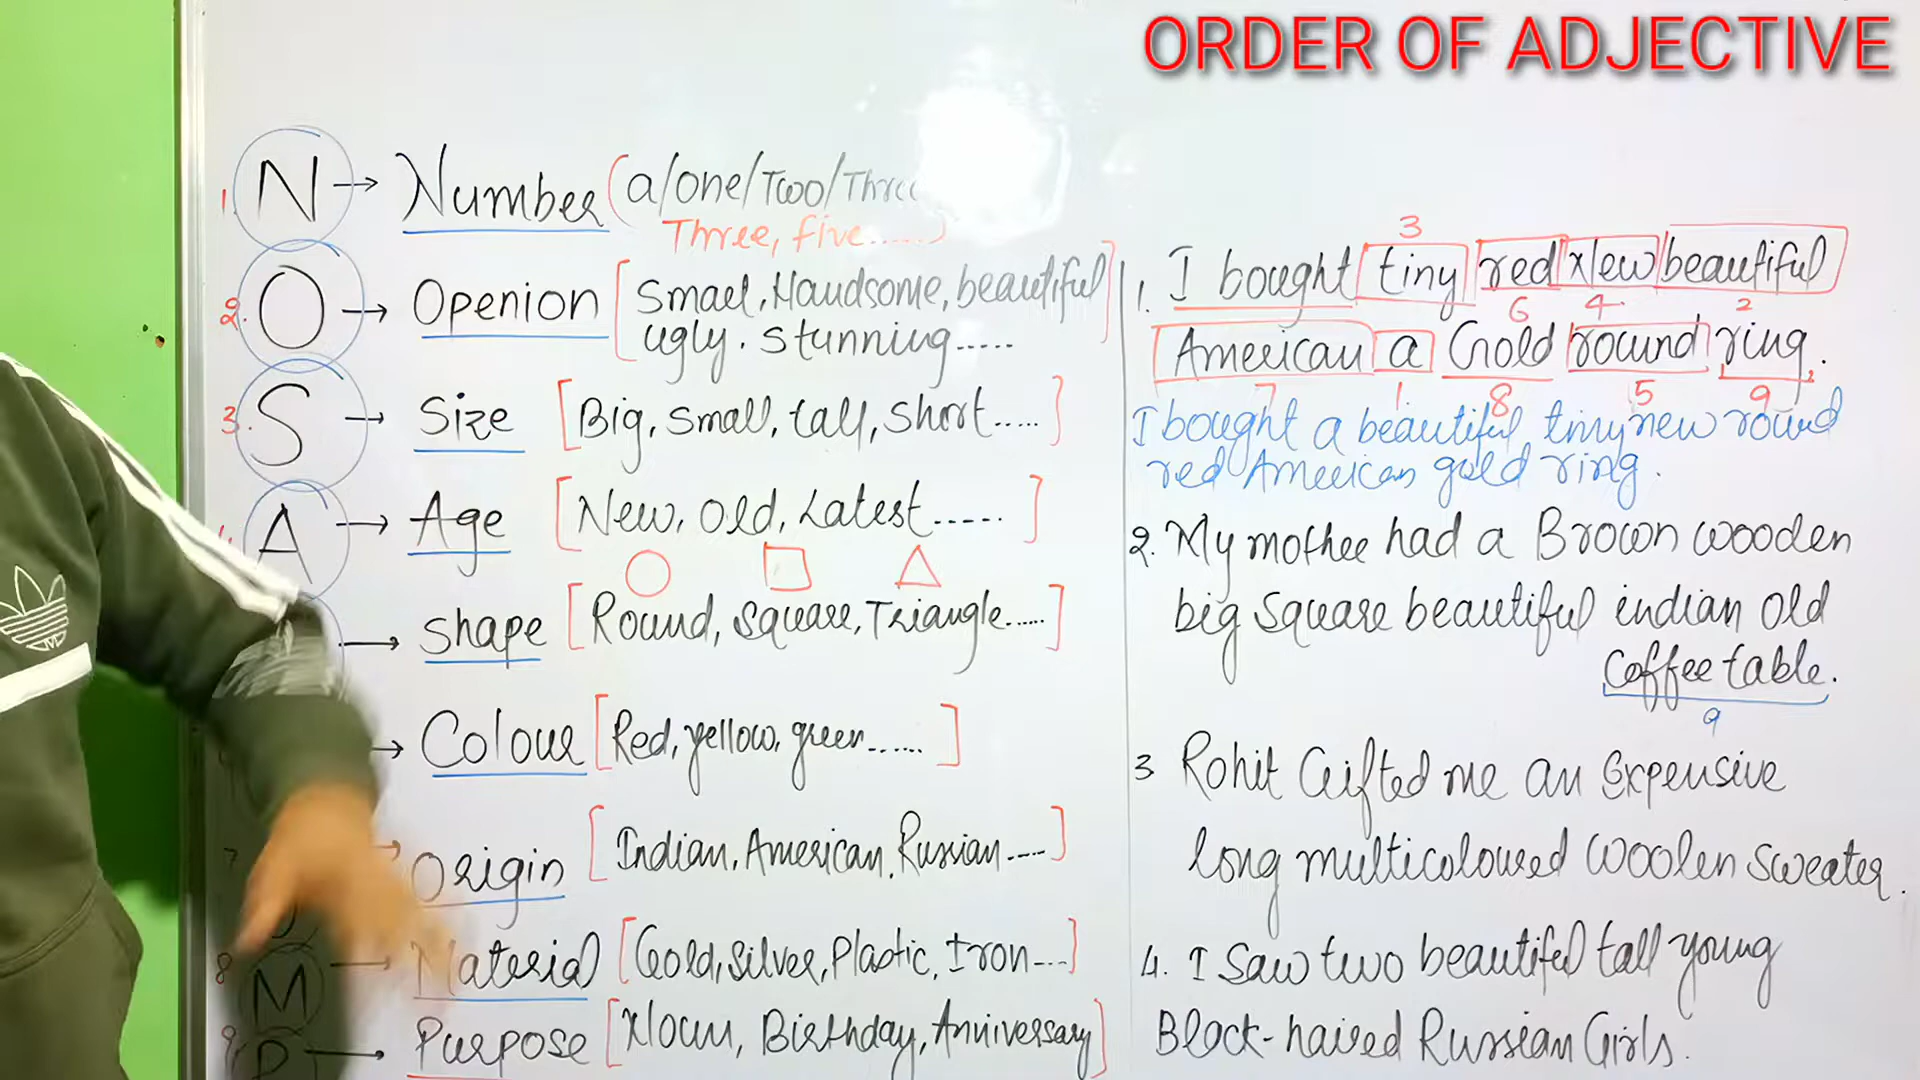 ORDER OF ADJECTIVE
1. N → Number (a/one/Two/Three
Three, five......)
2. O → Openion [Smael, Handsome, beautiful
ugly. Stunning.....]
3. S → Size [Big, Small, tall, Short.....]
A → Age [New, Old, Latest......]
→ Shape [Round, Square, Triangle.....]
→ Colour [Red, yellow, green......]
Origin [Indian, American, Russian.....]
8 M → Material [Gold, Silver, Plastic, Iron...]
9. P → Purpose [Noun, Birthday, Anniversary]
3
1. I bought tiny red New beautiful
6 4 2
American a Gold round ring.
7 1 8 5 9
I bought a beautiful tiny new round
red American gold ring.
2. My mother had a Brown wooden
big Square beautiful indian Old
Coffee table.
9
3 Rohit Gifted me an Expensive
long multicoloured Woolen Sweater.
4. I Saw two beautiful tall young
Black-haired Russian Girls.